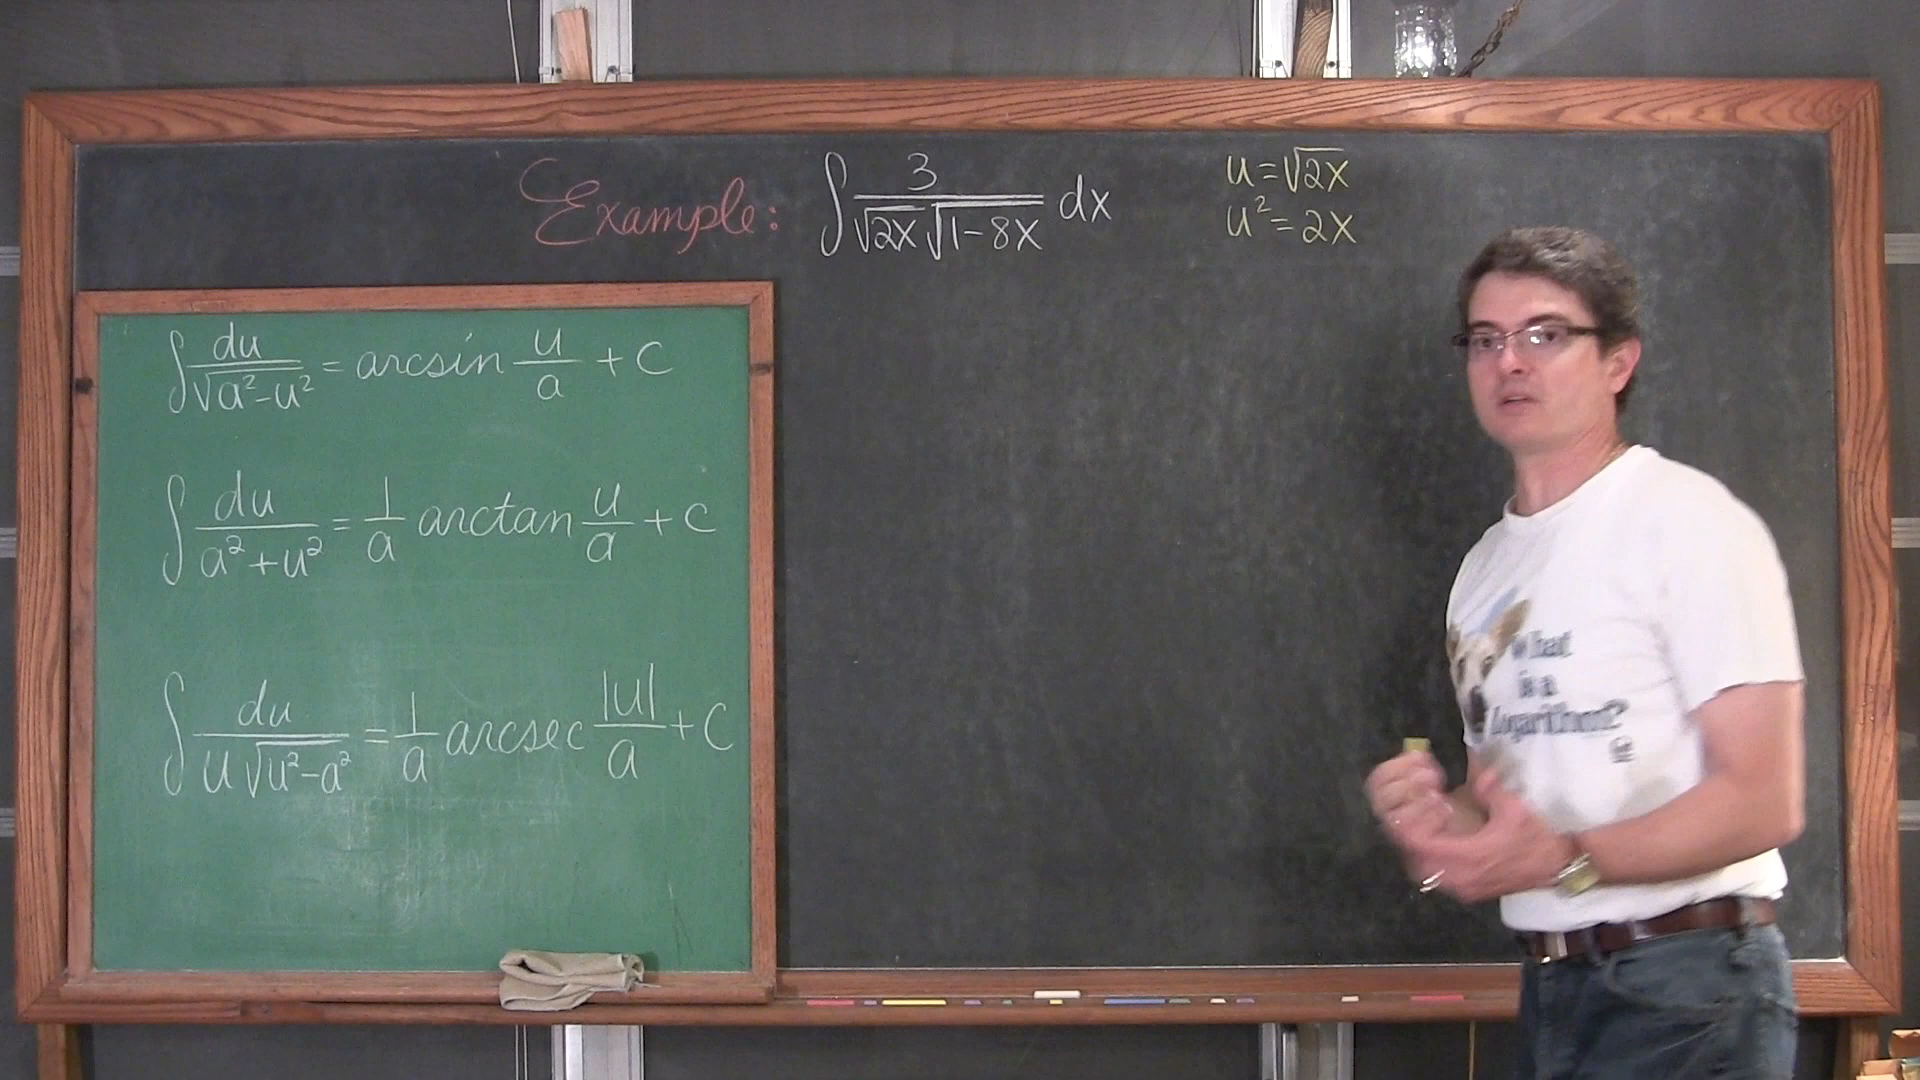 Example: ∫ 3/(√2x √1-8x) dx
u=√2x
u²=2x
∫ du/√a²-u² = arcsin u/a + C
∫ du/(a²+u²) = 1/a arctan u/a + C
∫ du/(u√u²-a²) = 1/a arcsec |u|/a + C
What
is a
logarithm?